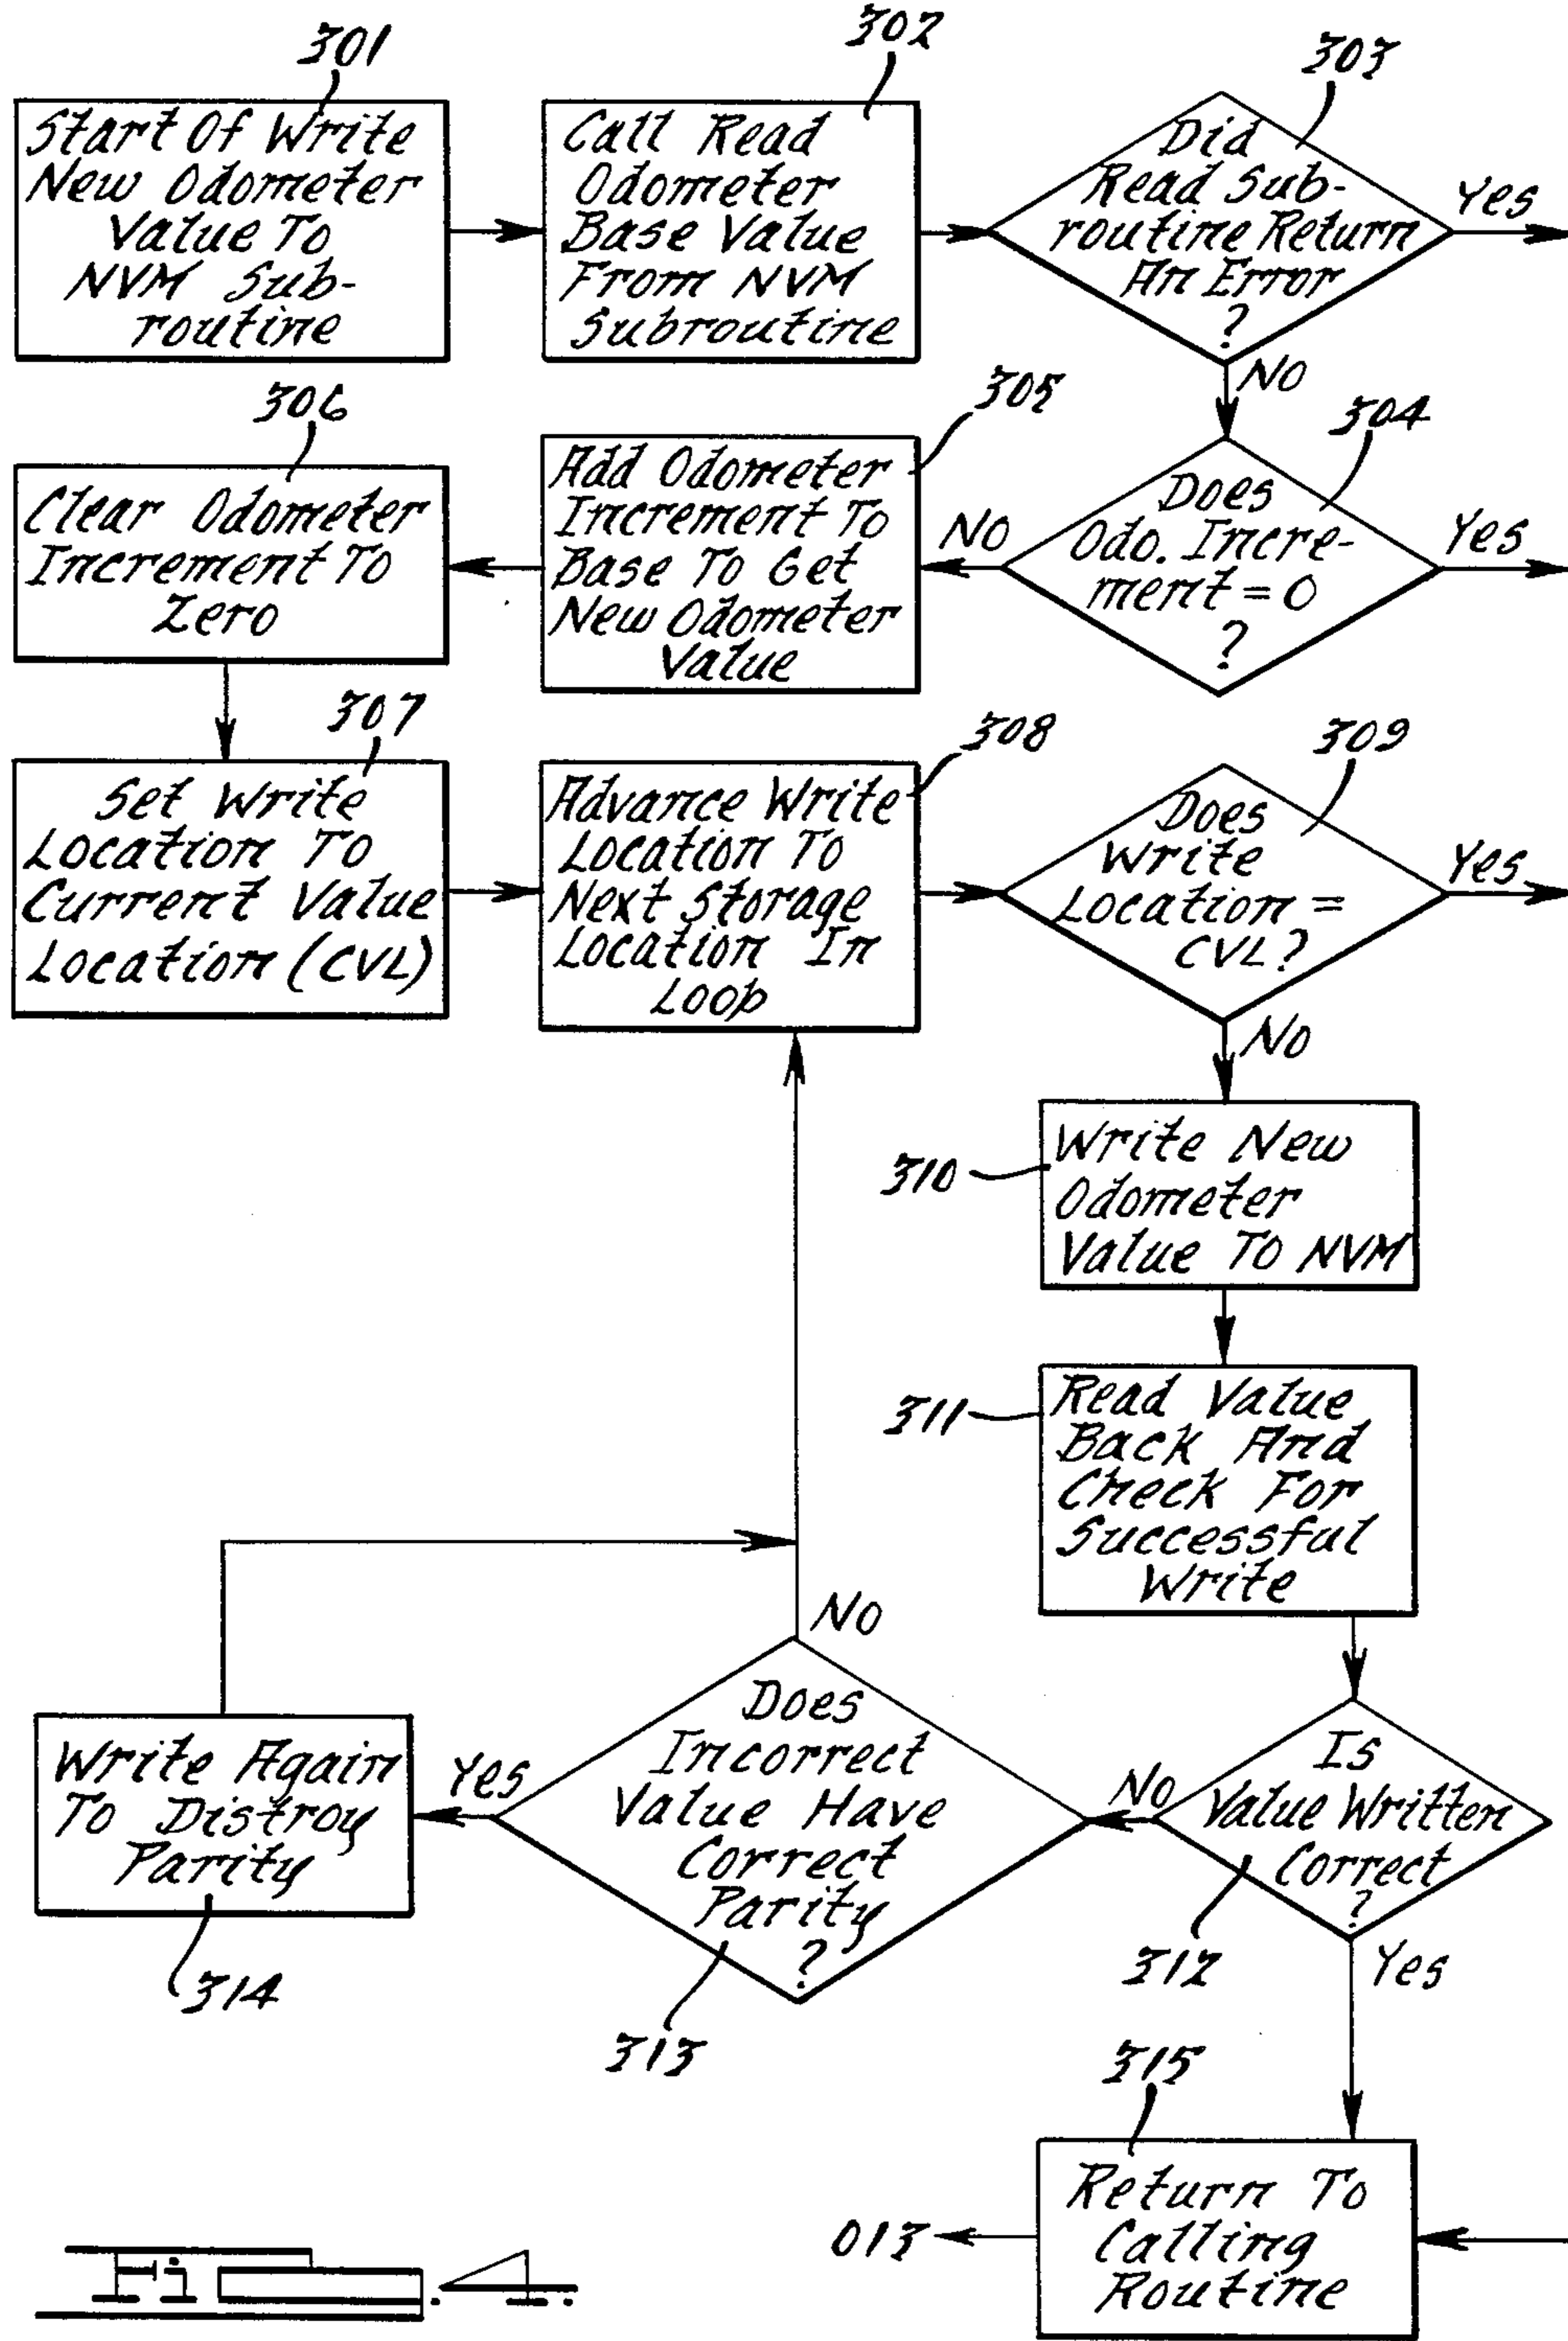 301
Start Of Write
New Odometer
Value To
NVM Sub-
routine
302
Call Read
Odometer
Base Value
From NVM
Subroutine
303
Did
Read Sub-
routine Return
An Error
?
Yes
No
304
Does
Odo. Incre-
ment = 0
?
Yes
No
305
Add Odometer
Increment To
Base To Get
New Odometer
Value
306
Clear Odometer
Increment To
Zero
307
Set Write
Location To
Current Value
Location (CVL)
308
Advance Write
Location To
Next Storage
Location In
Loop
309
Does
Write
Location =
CVL?
Yes
No
310
Write New
Odometer
Value To NVM
311
Read Value
Back And
Check For
Successful
Write
Is
Value Written
Correct
?
312
No
Yes
Does
Incorrect
Value Have
Correct
Parity
?
313
No
Yes
Write Again
To Distroy
Parity
314
315
Return To
Calling
Routine
013
Fig. 4.